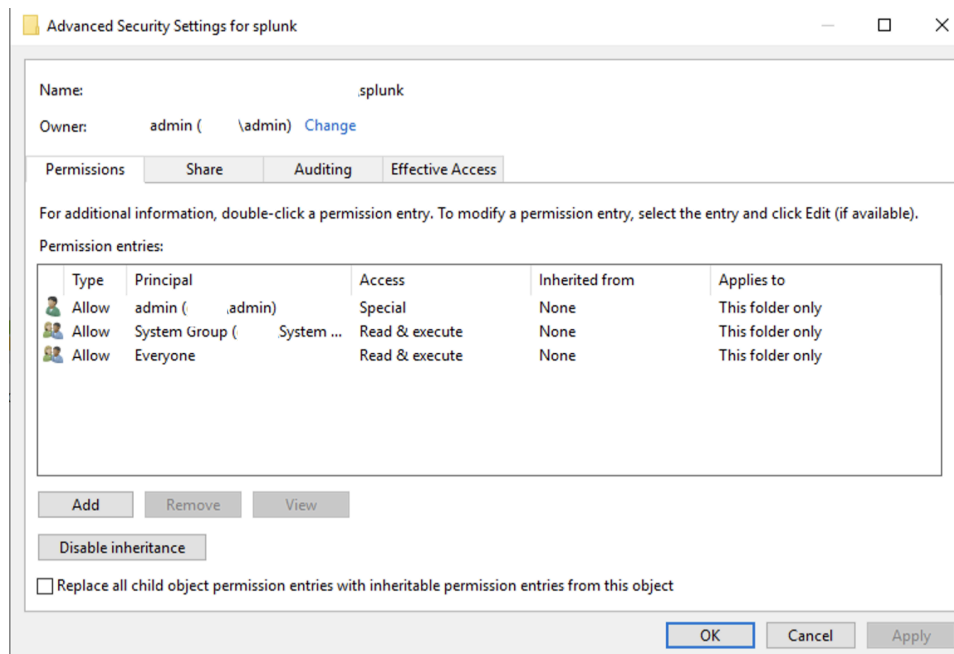 Advanced Security Settings for splunk
Name: splunk
Owner: admin ( \admin) Change
Permissions Share Auditing Effective Access
For additional information, double-click a permission entry. To modify a permission entry, select the entry and click Edit (if available).
Permission entries:
Type Principal Access Inherited from Applies to
Allow admin ( admin) Special None This folder only
Allow System Group ( System ... Read & execute None This folder only
Allow Everyone Read & execute None This folder only
Add Remove View
Disable inheritance
Replace all child object permission entries with inheritable permission entries from this object
OK Cancel Apply